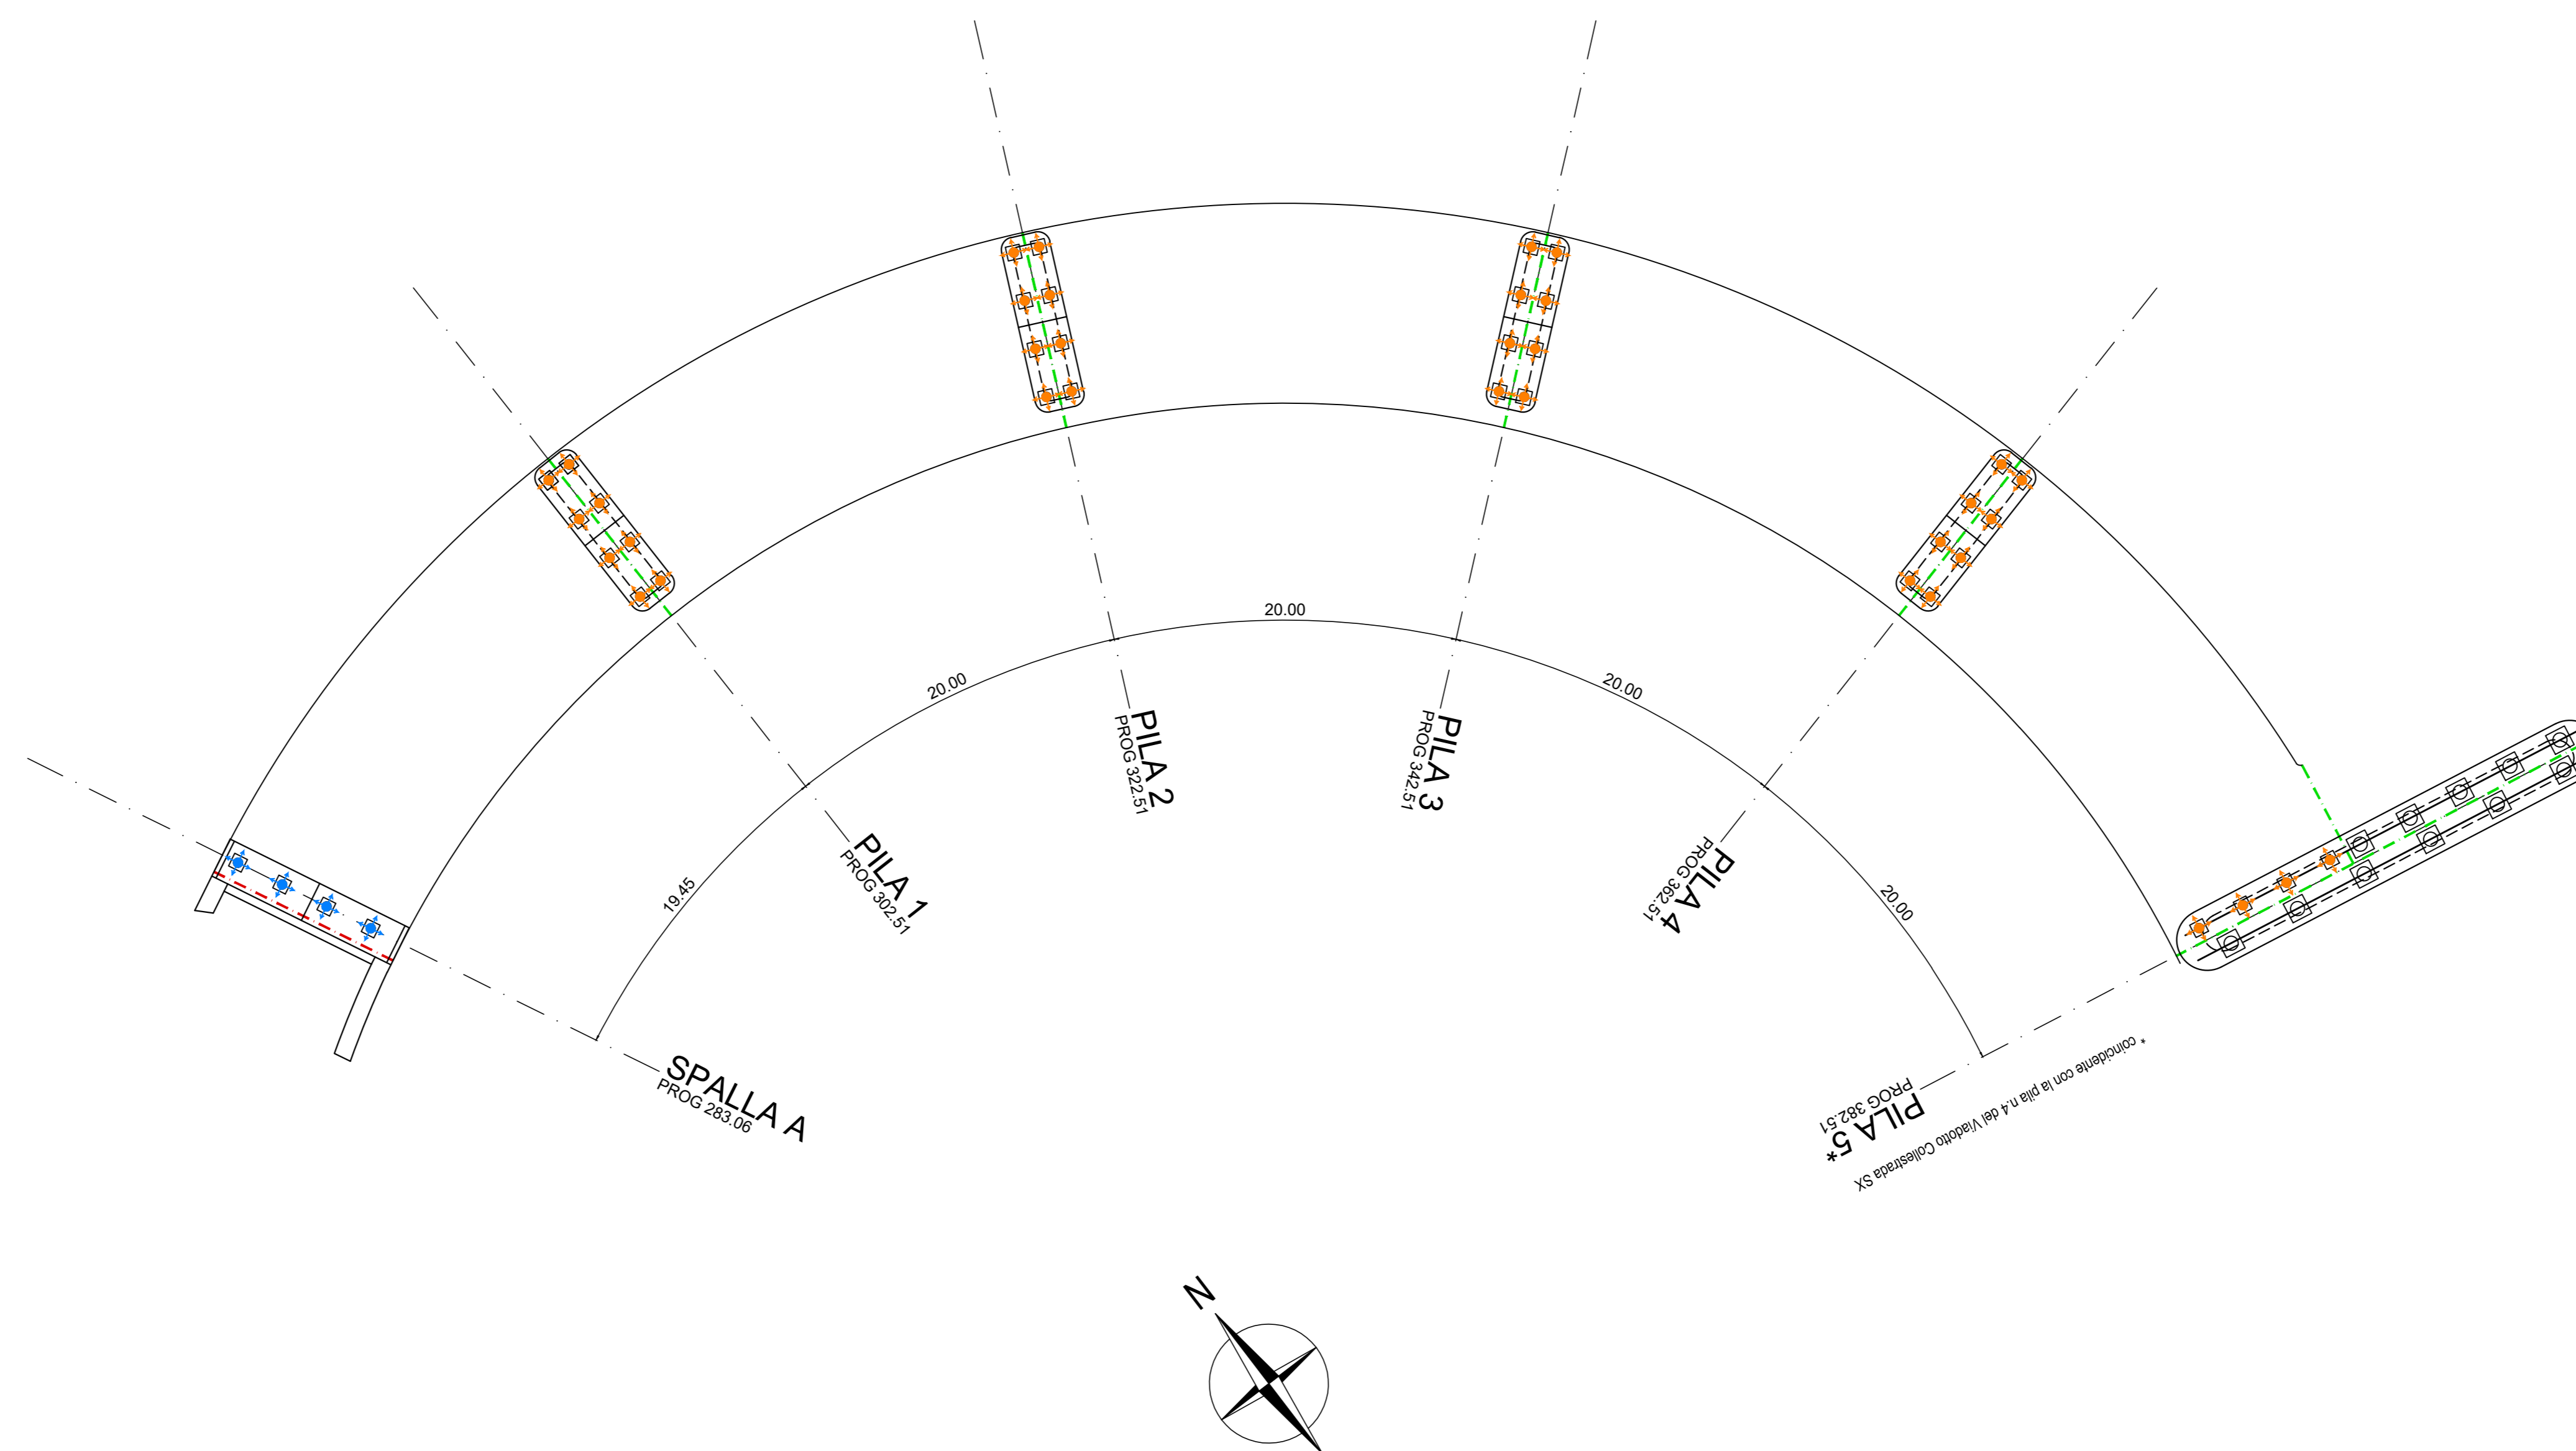 20.00
20.00
20.00
19.45
20.00
PILA 2
PROG 322.51
PILA 3
PROG 342.51
PILA 1
PROG 302.51
PILA 4
PROG 362.51
SPALLA A
PROG 283.06
PILA 5*
PROG 382.51
* coincidente con la pila n.4 del Viadotto Collestrada SX
N